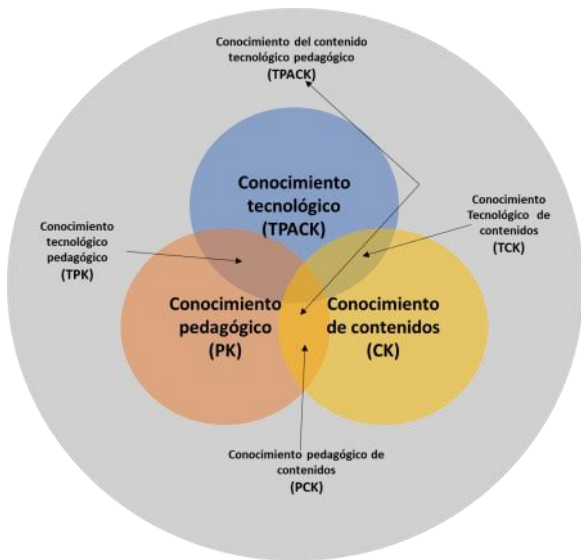 Conocimiento del contenido
tecnológico pedagógico
(TPACK)
Conocimiento
tecnológico
(TPACK)
Conocimiento
Tecnológico de
contenidos
(TCK)
Conocimiento
tecnológico
pedagógico
(TPK)
Conocimiento
pedagógico
(PK)
Conocimiento
de contenidos
(CK)
Conocimiento pedagógico de
contenidos
(PCK)